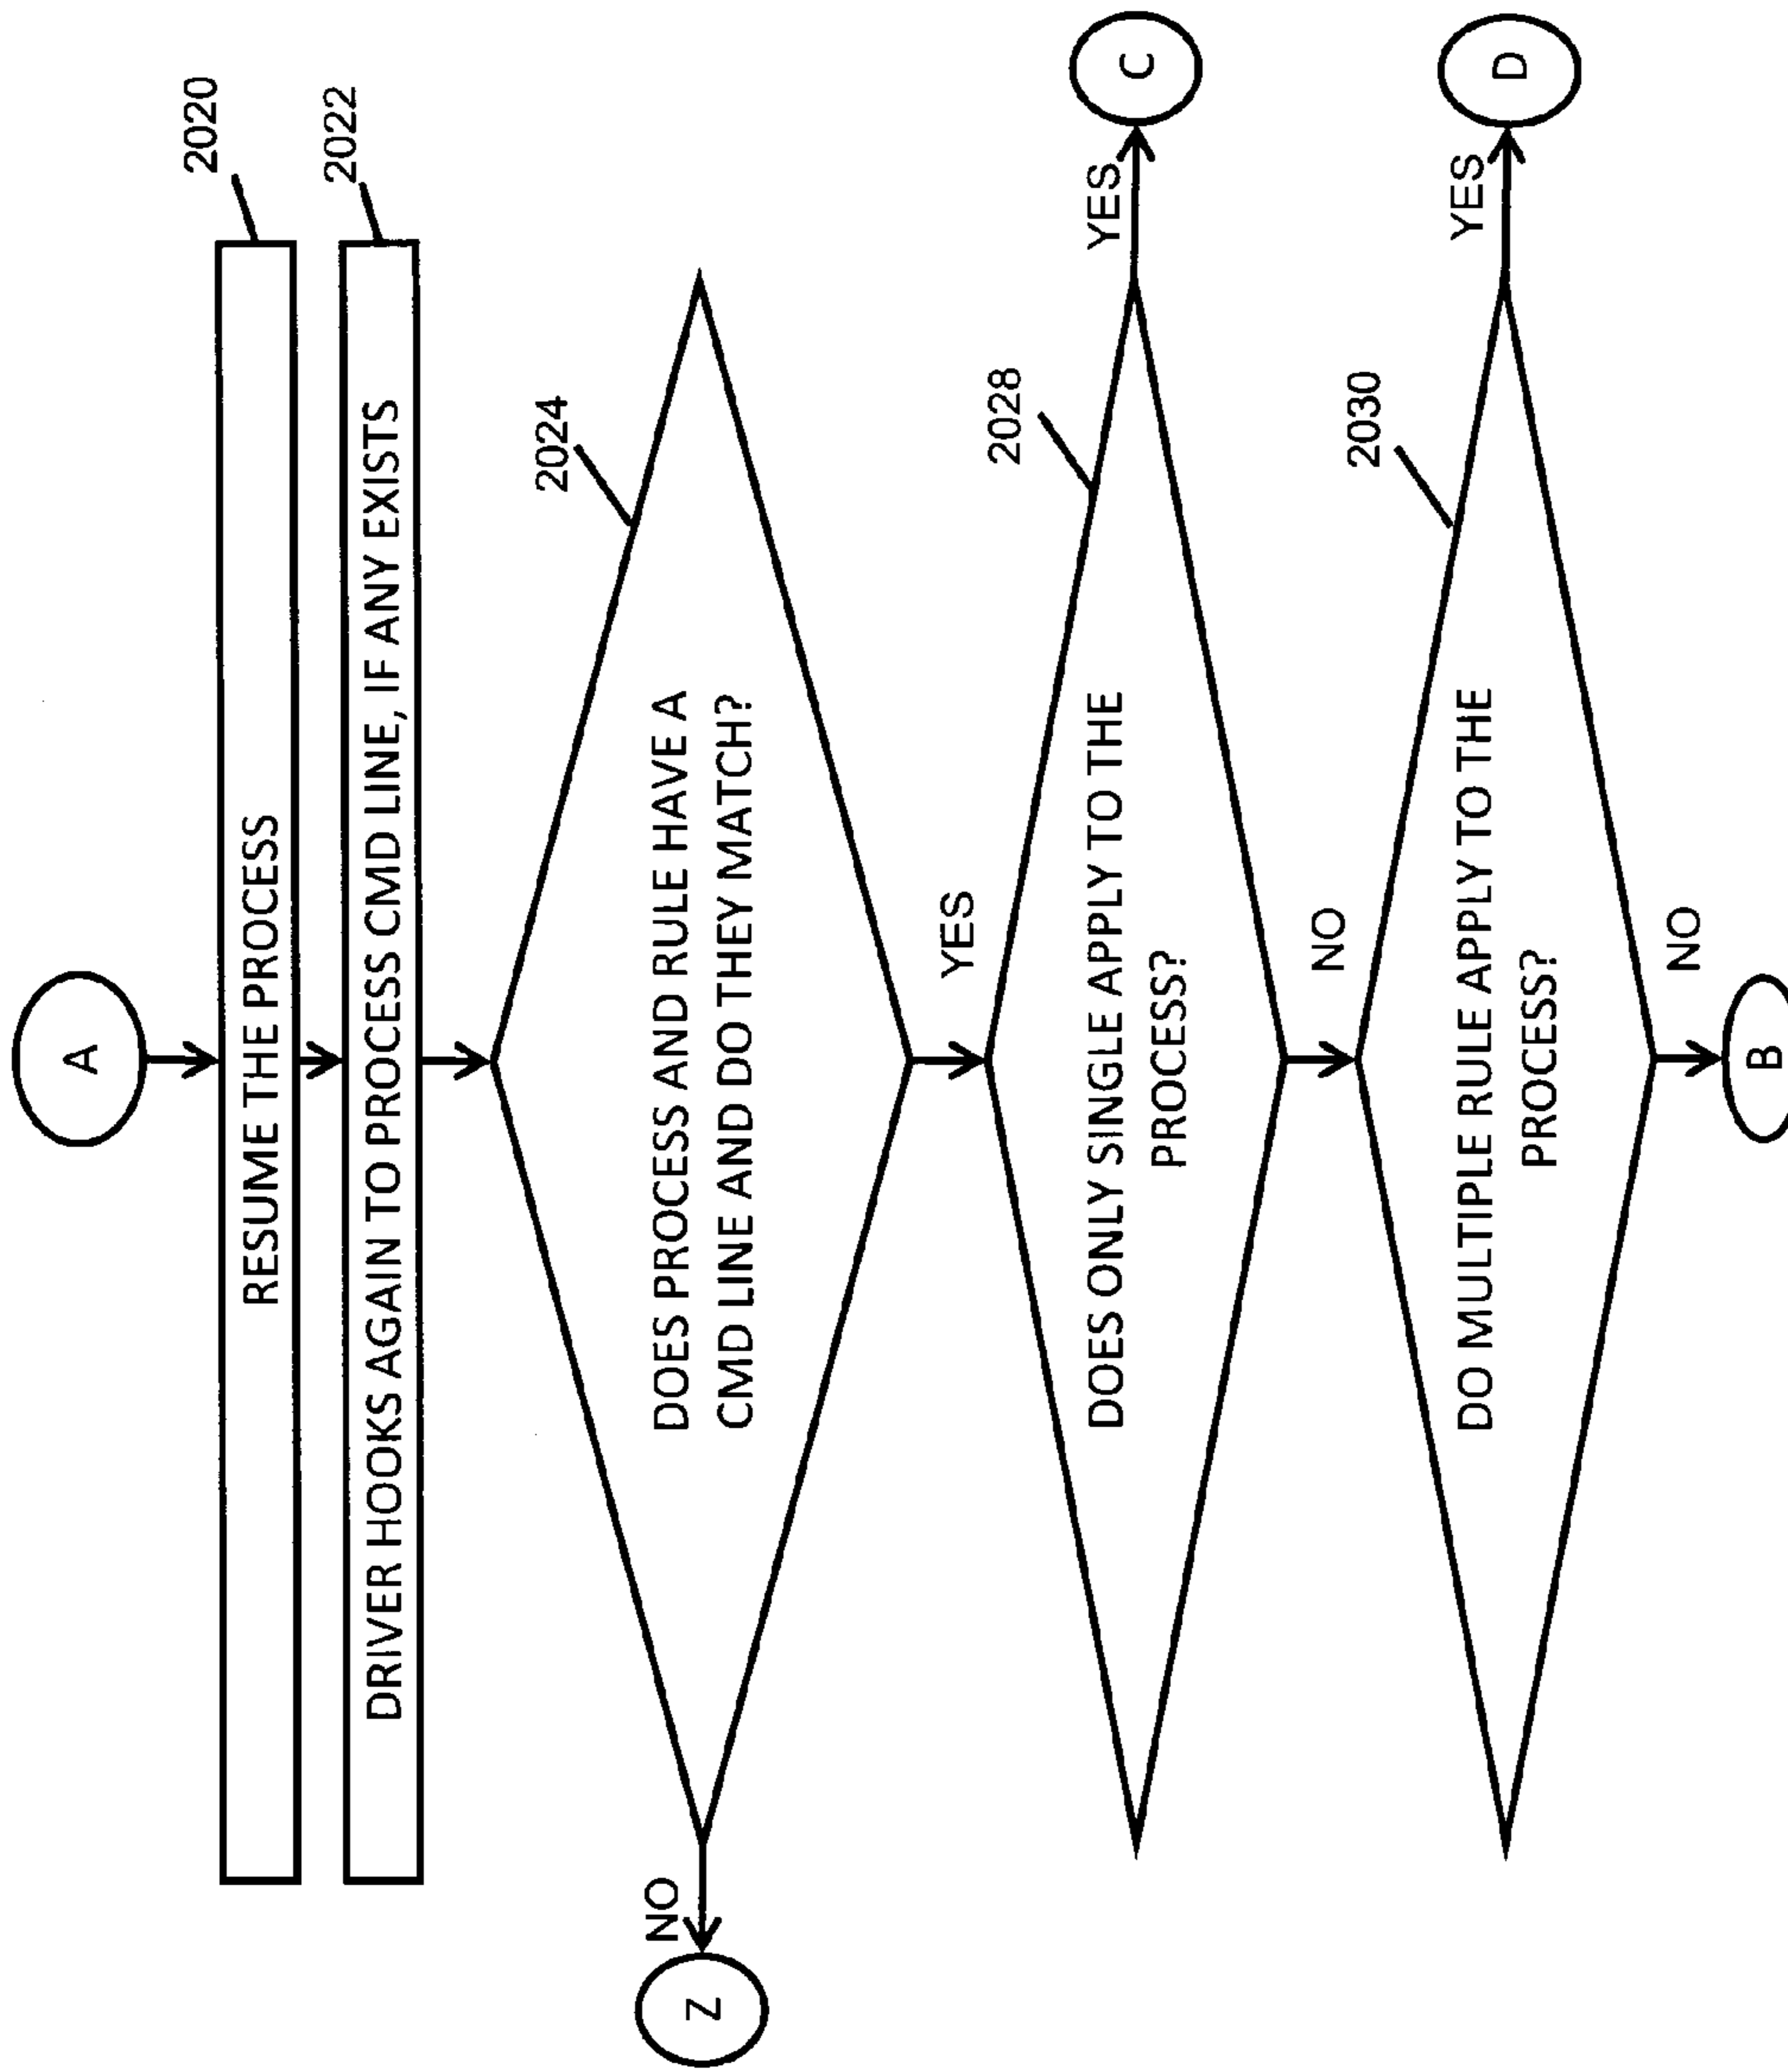 A
2020
RESUME THE PROCESS
2022
DRIVER HOOKS AGAIN TO PROCESS CMD LINE, IF ANY EXISTS
2024
DOES PROCESS AND RULE HAVE A
CMD LINE AND DO THEY MATCH?
NO
Z
YES
2028
DOES ONLY SINGLE APPLY TO THE
PROCESS?
YES
C
NO
2030
DO MULTIPLE RULE APPLY TO THE
PROCESS?
YES
D
NO
B